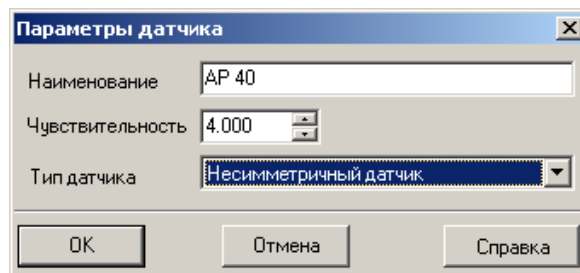 Параметры датчика
Наименование AP 40
Чувствительность 4.000
Тип датчика Несимметричный датчик
OK Отмена Справка